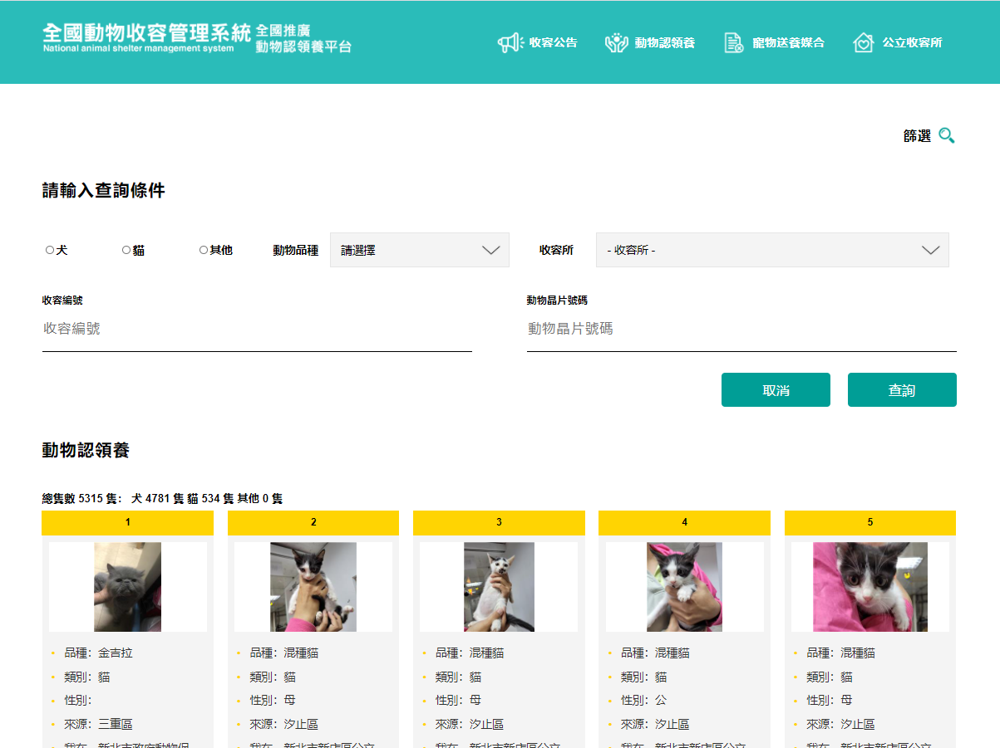 全國動物收容管理系統 全國推廣
National animal shelter management system 動物認領養平台
收容公告 動物認領養 寵物送養媒合 公立收容所
篩選
請輸入查詢條件
犬 貓 其他 動物品種 請選擇 收容所 - 收容所 -
收容編號 動物晶片號碼
收容編號 動物晶片號碼
取消 查詢
動物認領養
總隻數 5315 隻： 犬 4781 隻 貓 534 隻 其他 0 隻
1 2 3 4 5
品種：金吉拉 品種：混種貓 品種：混種貓 品種：混種貓 品種：混種貓
類別：貓 類別：貓 類別：貓 類別：貓 類別：貓
性別： 性別：母 性別：母 性別：公 性別：母
來源：三重區 來源：汐止區 來源：汐止區 來源：汐止區 來源：汐止區
我在：新北市政府動物保 我在：新北市新店區公立 我在：新北市新店區公立 我在：新北市新店區公立 我在：新北市新店區公立